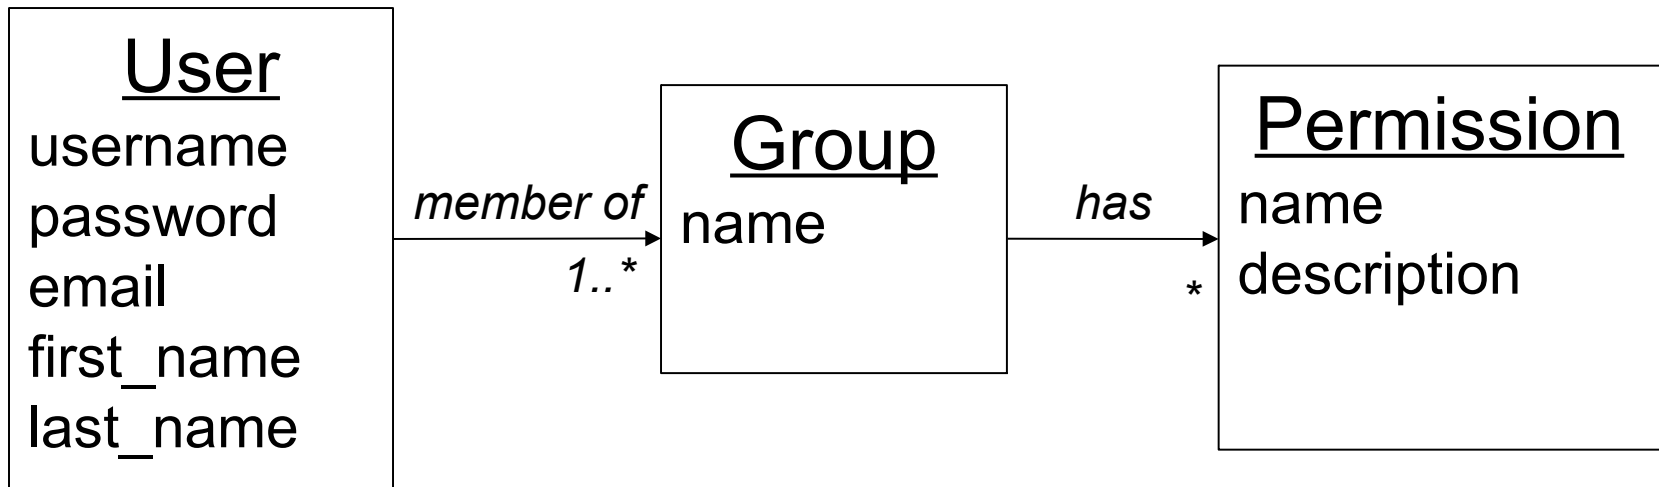 User
username
password
email
first_name
last_name
member of
1..*
Group
name
has
*
Permission
name
description